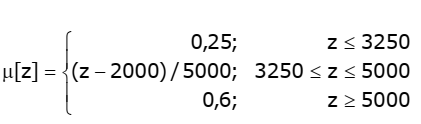 0,25; z ≤ 3250
μ[z] = (z − 2000) / 5000; 3250 ≤ z ≤ 5000
0,6; z ≥ 5000